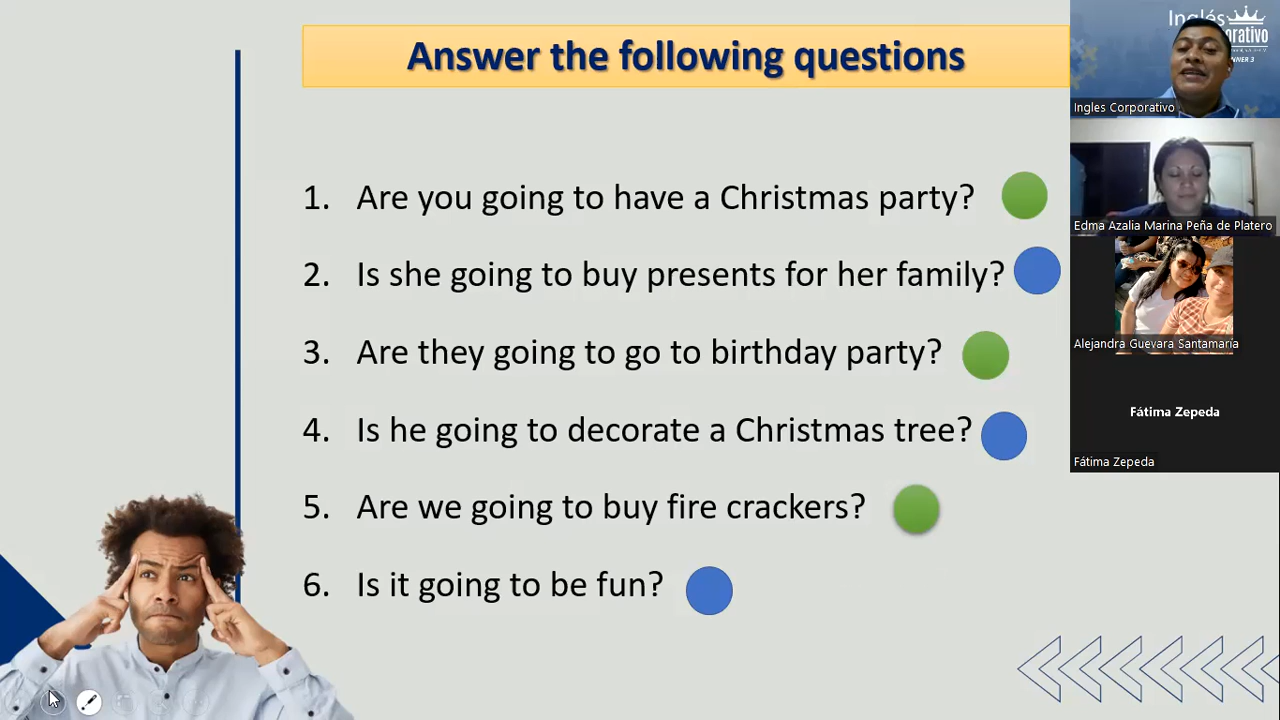 Answer the following questions
1. Are you going to have a Christmas party?
2. Is she going to buy presents for her family?
3. Are they going to go to birthday party?
4. Is he going to decorate a Christmas tree?
5. Are we going to buy fire crackers?
6. Is it going to be fun?
Inglés
Ingles Corporativo
Edma Azalia Marina Peña de Platero
Alejandra Guevara Santamaría
Fátima Zepeda
Fátima Zepeda